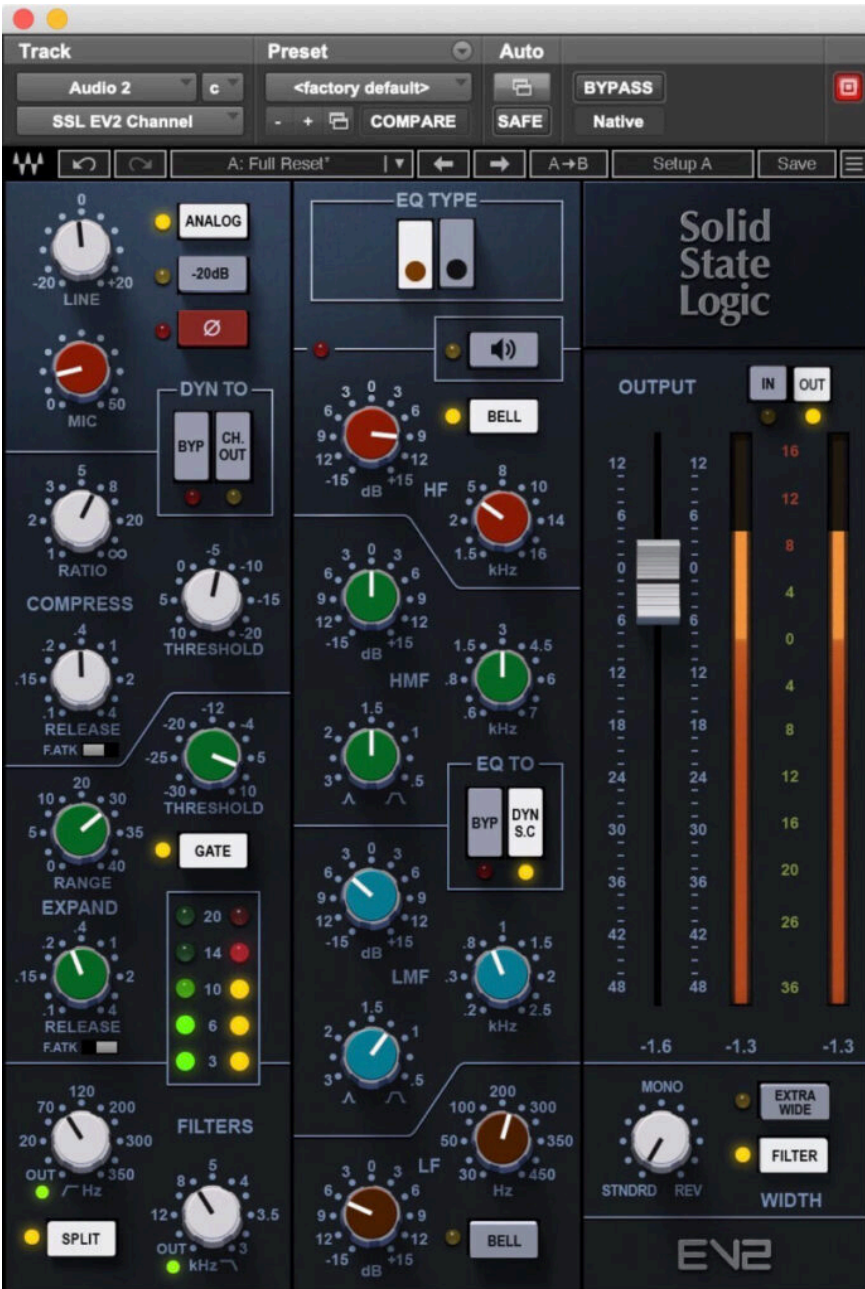 Track Preset Auto
Audio 2 c <factory default> BYPASS
SSL EV2 Channel - + COMPARE SAFE Native
A: Full Reset* A→B Setup A Save
0
-20 +20
LINE
ANALOG
-20dB
Ø
0 50
MIC
DYN TO
BYP CH. OUT
5
3 8
2 20
1 ∞
RATIO
COMPRESS
-5
0 -10
5 -15
10 -20
THRESHOLD
.4
.2 1
.15 2
.1 4
RELEASE
F.ATK
-12
-20 -4
-25 5
-30 10
THRESHOLD
20
10 30
5 35
0 40
RANGE
GATE
EXPAND
.4
.2 1
.15 2
.1 4
RELEASE
F.ATK
20
14
10
6
3
120
70 200
20 300
OUT 350
Hz
FILTERS
5
8 4
12 3.5
OUT 3
kHz
SPLIT
EQ TYPE
BELL
0
3 3
6 6
9 9
12 12
-15 +15
dB
HF
8
5 10
2 14
1.5 16
kHz
0
3 3
6 6
9 9
12 12
-15 +15
dB
HMF
3
1.5 4.5
.8 6
.6 7
kHz
1.5
2 1
3 .5
EQ TO
BYP DYN S.C
0
3 3
6 6
9 9
12 12
-15 +15
dB
LMF
1
.8 1.5
.3 2
.2 2.5
kHz
1.5
2 1
3 .5
200
100 300
50 350
30 450
Hz
LF
0
3 3
6 6
9 9
12 12
-15 +15
dB
BELL
Solid
State
Logic
OUTPUT IN OUT
12 12 16
6 6 12
0 0 8
6 6 4
12 12 0
18 18 4
24 24 8
30 30 12
36 36 16
42 42 20
48 48 26
36
-1.6 -1.3 -1.3
MONO
STNDRD REV
EXTRA WIDE
FILTER
WIDTH
EV2